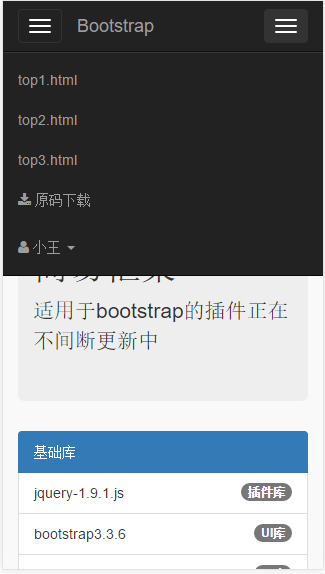 Bootstrap
top1.html
top2.html
top3.html
原码下载
小王
适用于bootstrap的插件正在
不间断更新中
基础库
jquery-1.9.1.js 插件库
bootstrap3.3.6 UI库